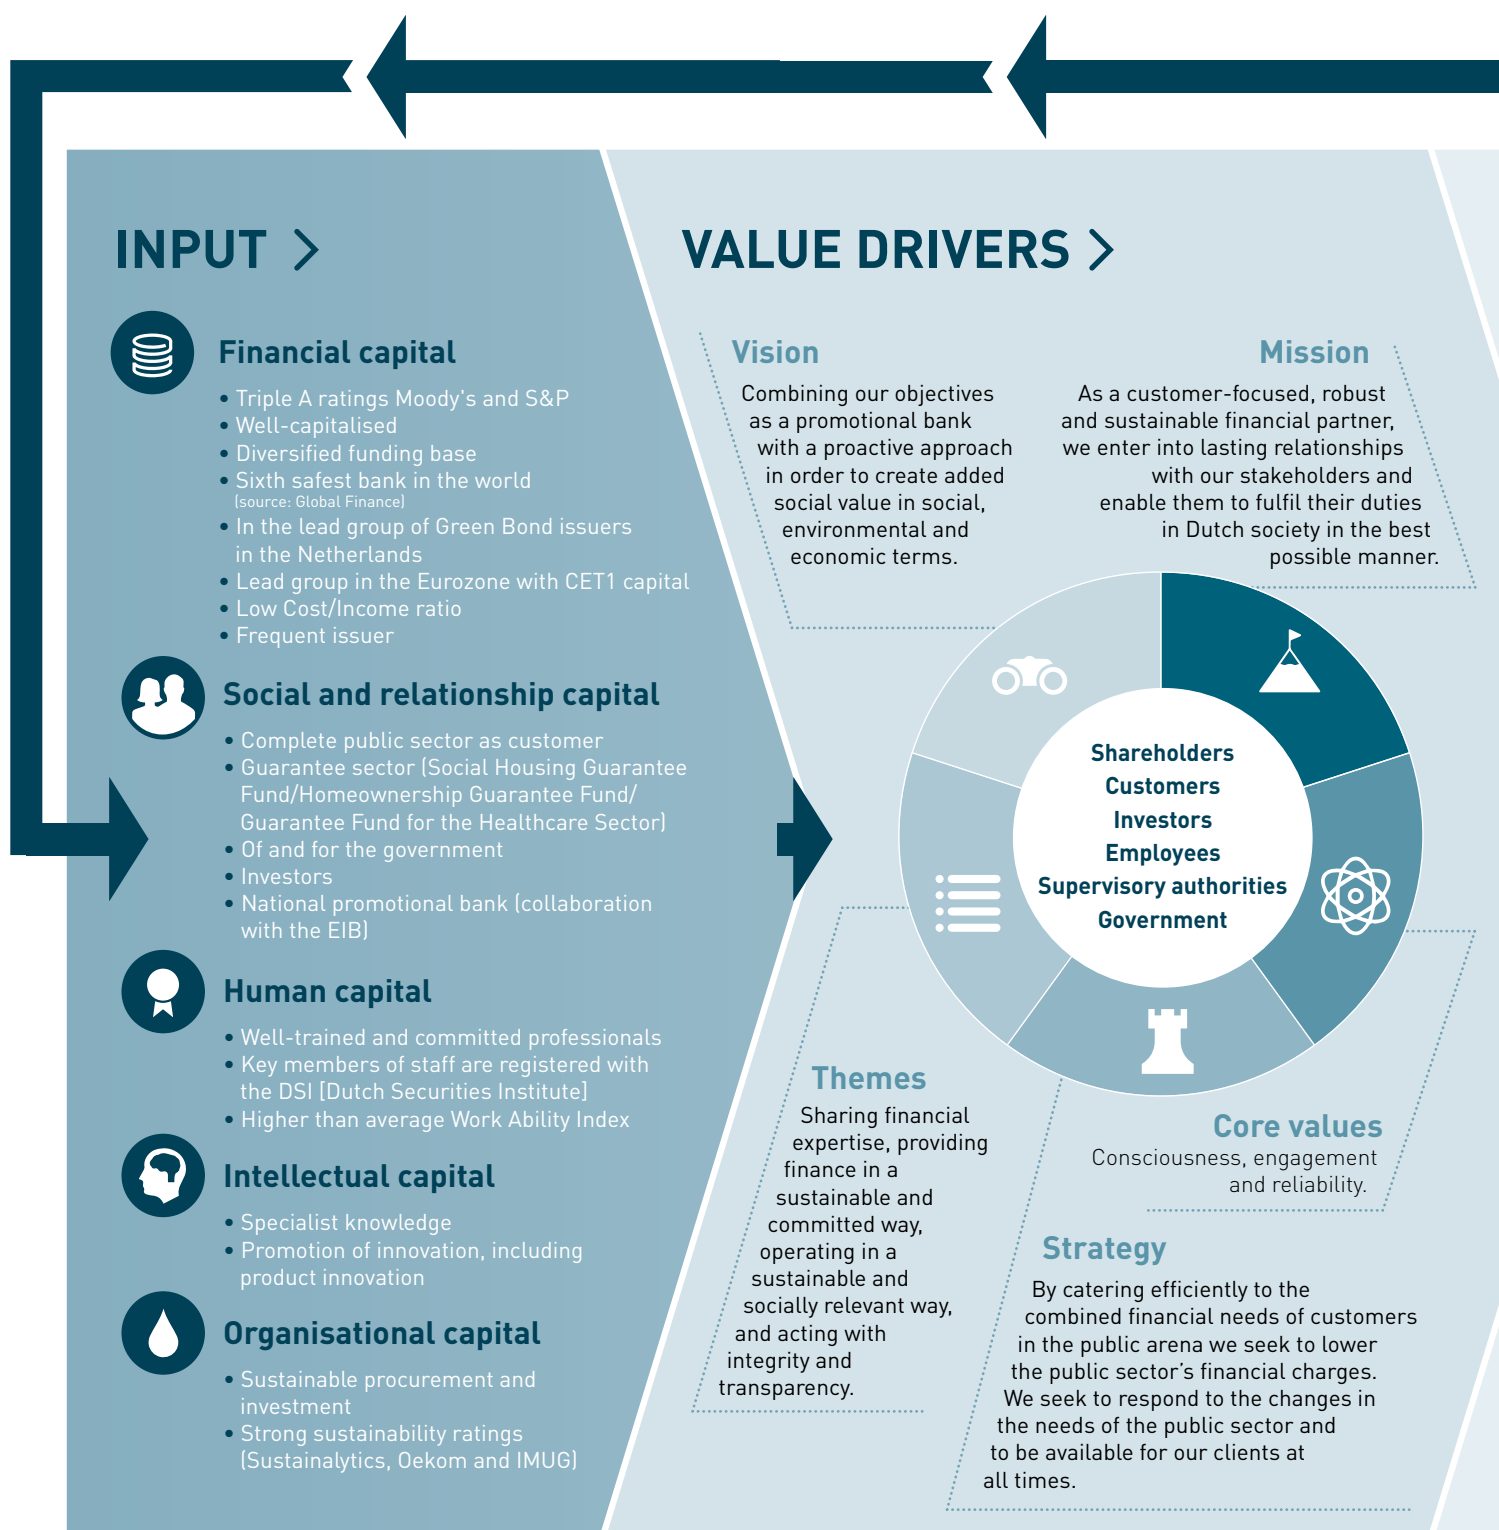 INPUT >
Financial capital
• Triple A ratings Moody's and S&P
• Well-capitalised
• Diversified funding base
• Sixth safest bank in the world
(source: Global Finance)
• In the lead group of Green Bond issuers
in the Netherlands
• Lead group in the Eurozone with CET1 capital
• Low Cost/Income ratio
• Frequent issuer
Social and relationship capital
• Complete public sector as customer
• Guarantee sector (Social Housing Guarantee
Fund/Homeownership Guarantee Fund/
Guarantee Fund for the Healthcare Sector)
• Of and for the government
• Investors
• National promotional bank (collaboration
with the EIB)
Human capital
• Well-trained and committed professionals
• Key members of staff are registered with
the DSI [Dutch Securities Institute]
• Higher than average Work Ability Index
Intellectual capital
• Specialist knowledge
• Promotion of innovation, including
product innovation
Organisational capital
• Sustainable procurement and
investment
• Strong sustainability ratings
(Sustainalytics, Oekom and IMUG)
VALUE DRIVERS >
Vision
Combining our objectives
as a promotional bank
with a proactive approach
in order to create added
social value in social,
environmental and
economic terms.
Mission
As a customer-focused, robust
and sustainable financial partner,
we enter into lasting relationships
with our stakeholders and
enable them to fulfil their duties
in Dutch society in the best
possible manner.
Shareholders
Customers
Investors
Employees
Supervisory authorities
Government
Themes
Sharing financial
expertise, providing
finance in a
sustainable and
committed way,
operating in a
sustainable and
socially relevant way,
and acting with
integrity and
transparency.
Core values
Consciousness, engagement
and reliability.
Strategy
By catering efficiently to the
combined financial needs of customers
in the public arena we seek to lower
the public sector's financial charges.
We seek to respond to the changes in
the needs of the public sector and
to be available for our clients at
all times.